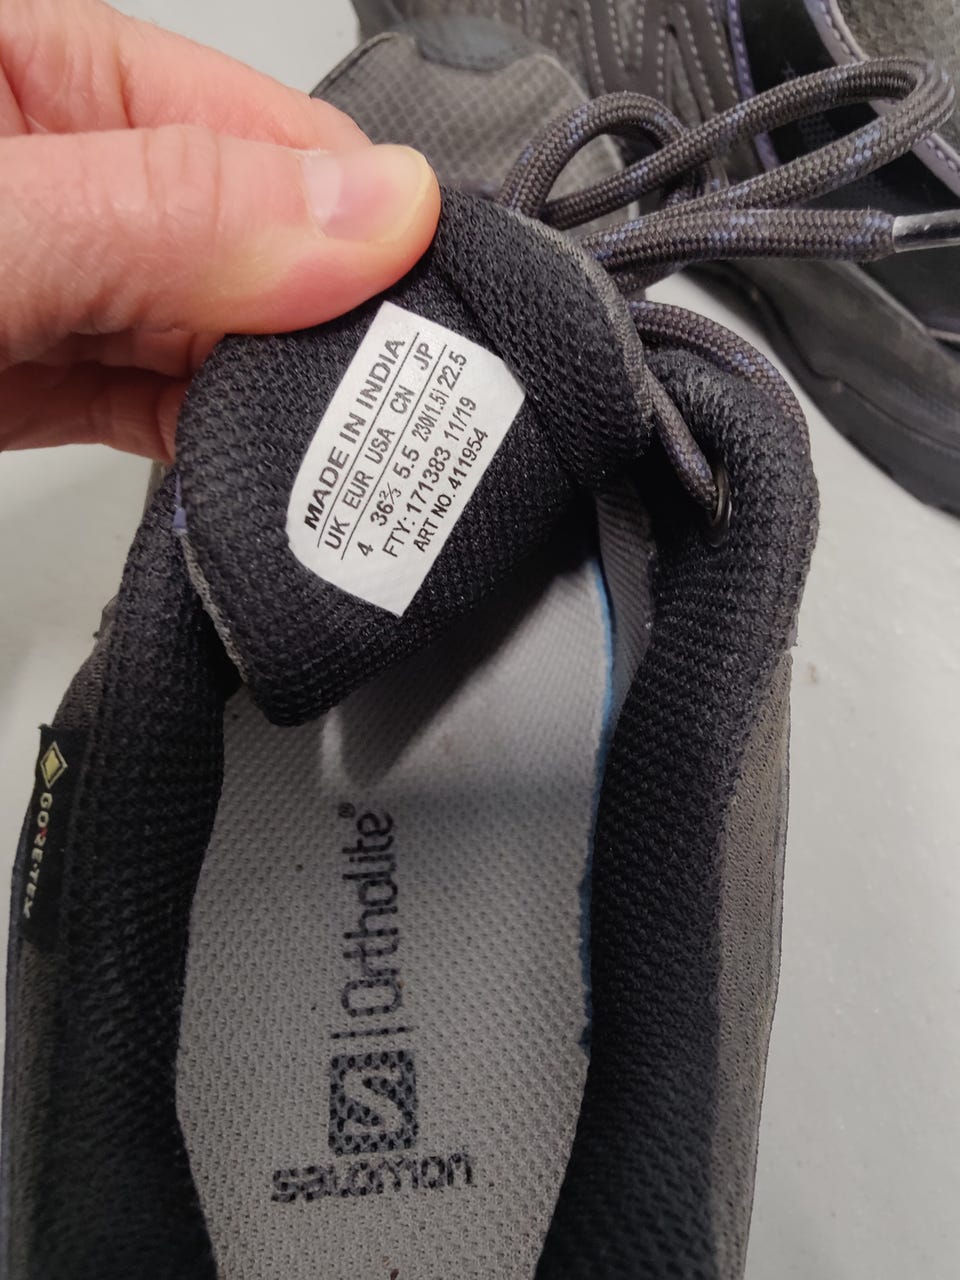 MADE IN INDIA
UK EUR USA CN JP
4 36⅔ 5.5 230(1.5) 22.5
FTY: 171383 11/19
ART NO. 411954
GORE-TEX
Ortholite®
salomon